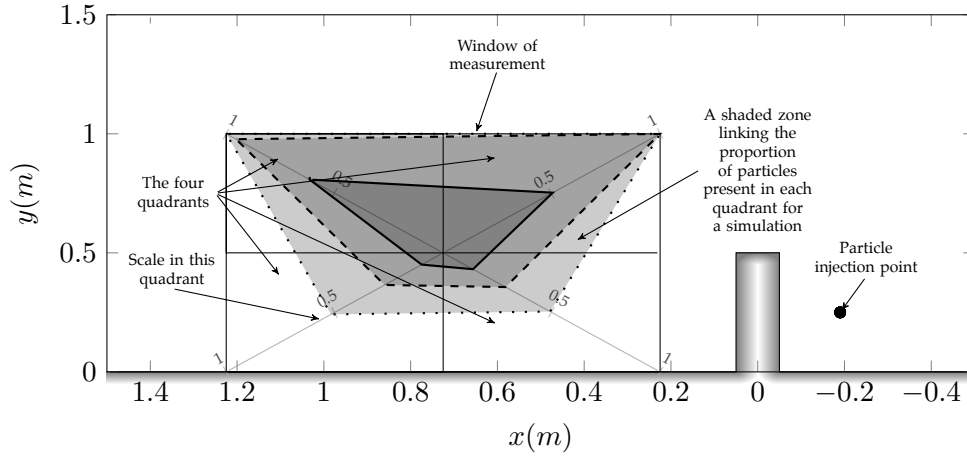 1.5
1
0.5
0
y(m)
Window of
measurement
A shaded zone
linking the
proportion
of particles
present in each
quadrant for
a simulation
The four
quadrants
Scale in this
quadrant
Particle
injection point
1
1
0.5
0.5
0.5
0.5
1
1
1.4
1.2
1
0.8
0.6
0.4
0.2
0
−0.2
−0.4
x(m)